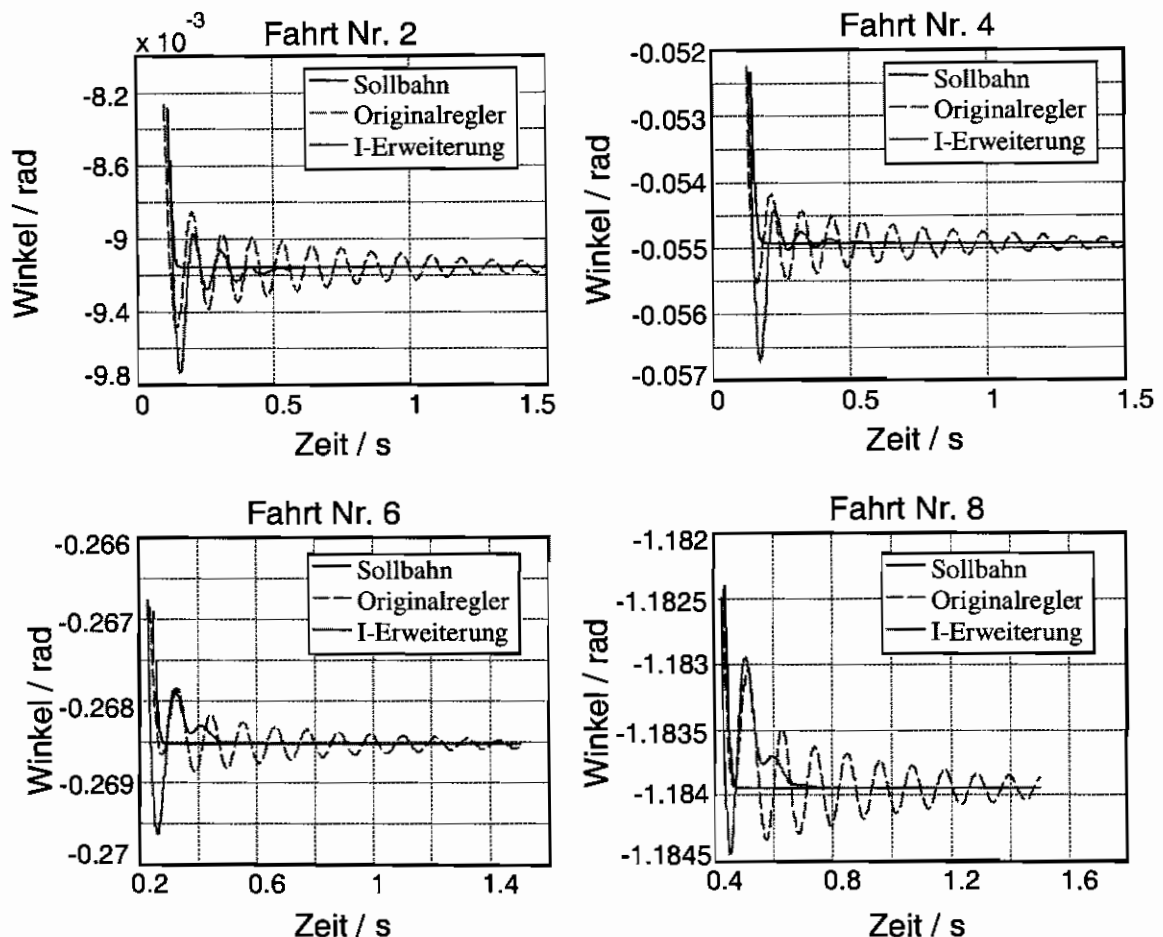 Fahrt Nr. 2
x 10
-3
Winkel / rad
-8.2
-8.6
-9
-9.4
-9.8
Sollbahn
Originalregler
I-Erweiterung
0
0.5
1
1.5
Zeit / s
Fahrt Nr. 4
Winkel / rad
-0.052
-0.053
-0.054
-0.055
-0.056
-0.057
Sollbahn
Originalregler
I-Erweiterung
0
0.5
1
1.5
Zeit / s
Fahrt Nr. 6
Winkel / rad
-0.266
-0.267
-0.268
-0.269
-0.27
Sollbahn
Originalregler
I-Erweiterung
0.2
0.6
1
1.4
Zeit / s
Fahrt Nr. 8
Winkel / rad
-1.182
-1.1825
-1.183
-1.1835
-1.184
-1.1845
Sollbahn
Originalregler
I-Erweiterung
0.4
0.8
1.2
1.6
Zeit / s